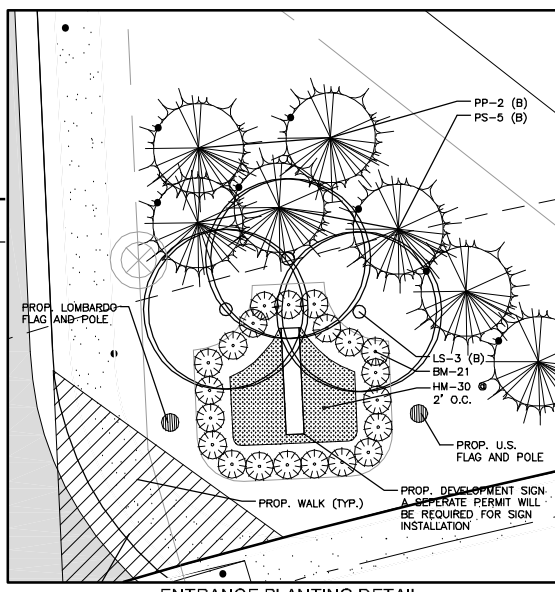 PP-2 (B)
PS-5 (B)
PROP. LOMBARDO
FLAG AND POLE
LS-3 (B)
BM-21
HM-30 @
2' O.C.
PROP. U.S.
FLAG AND POLE
PROP. WALK (TYP.)
PROP. DEVELOPMENT SIGN
A SEPERATE PERMIT WILL
BE REQUIRED FOR SIGN
INSTALLATION
ENTRANCE PLANTING DETAIL